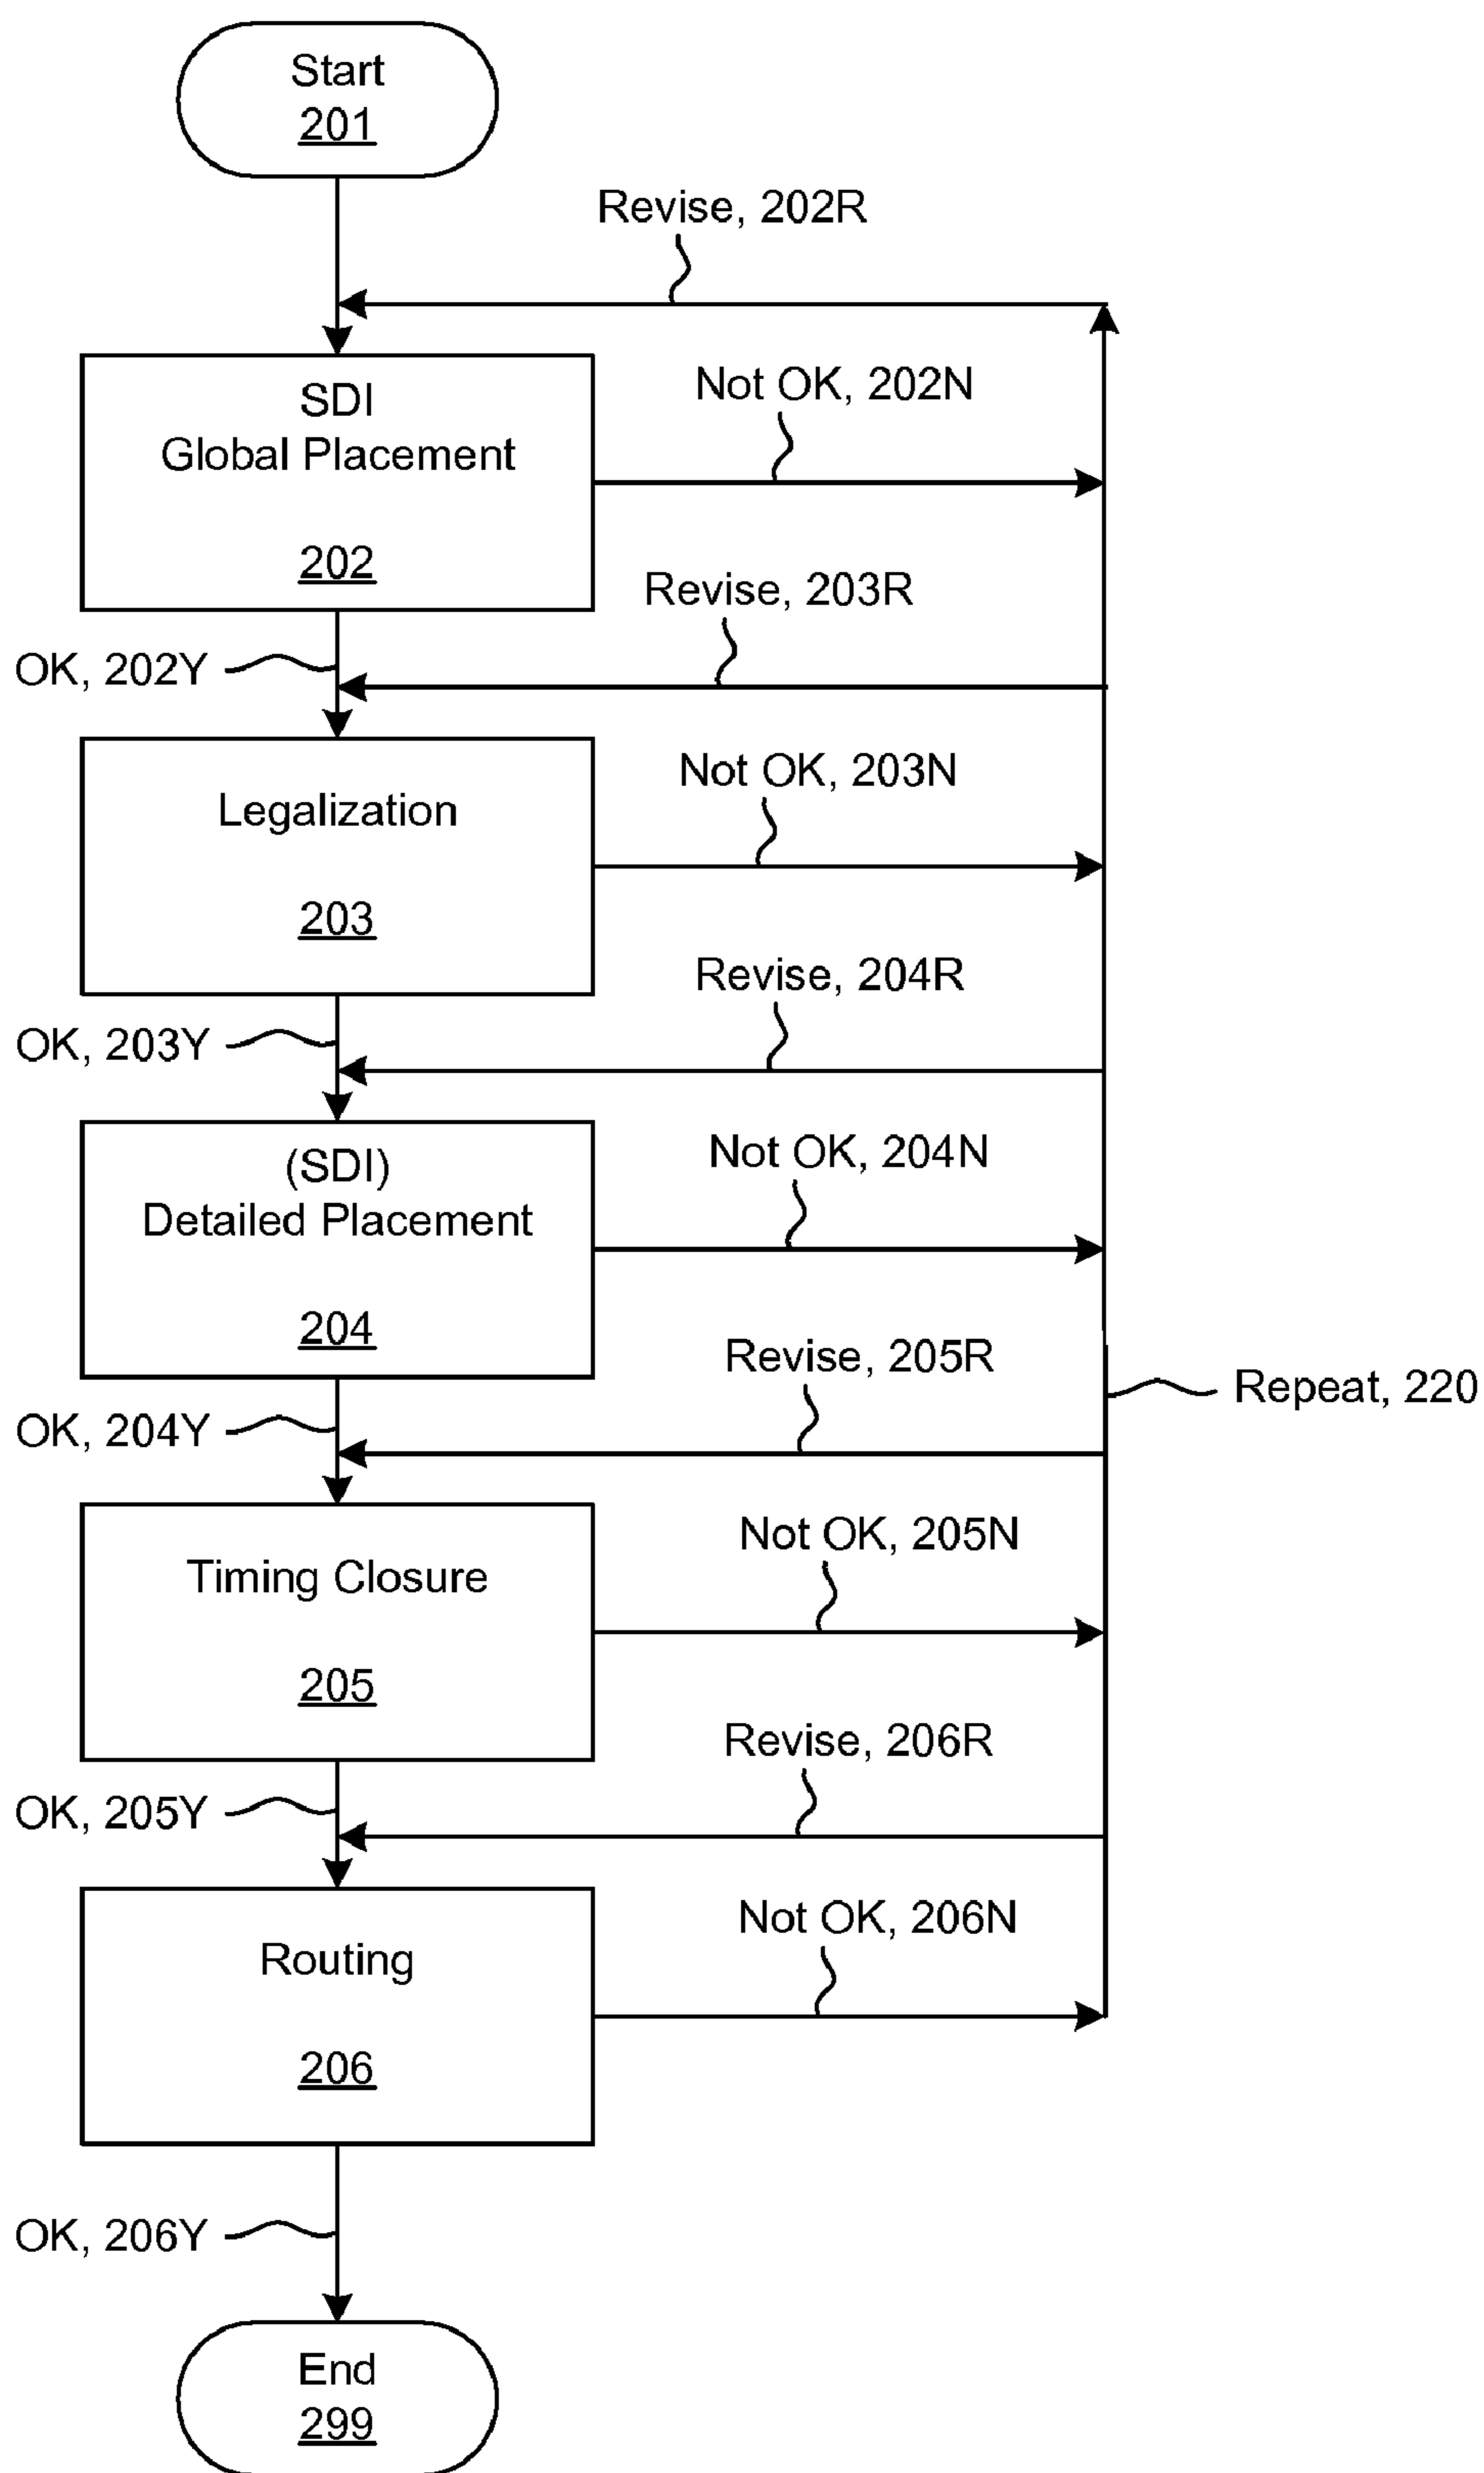 Start
201
Revise, 202R
SDI
Global Placement
202
Not OK, 202N
Revise, 203R
OK, 202Y
Legalization
203
Not OK, 203N
Revise, 204R
OK, 203Y
(SDI)
Detailed Placement
204
Not OK, 204N
Revise, 205R
Repeat, 220
OK, 204Y
Timing Closure
205
Not OK, 205N
Revise, 206R
OK, 205Y
Routing
206
Not OK, 206N
OK, 206Y
End
299